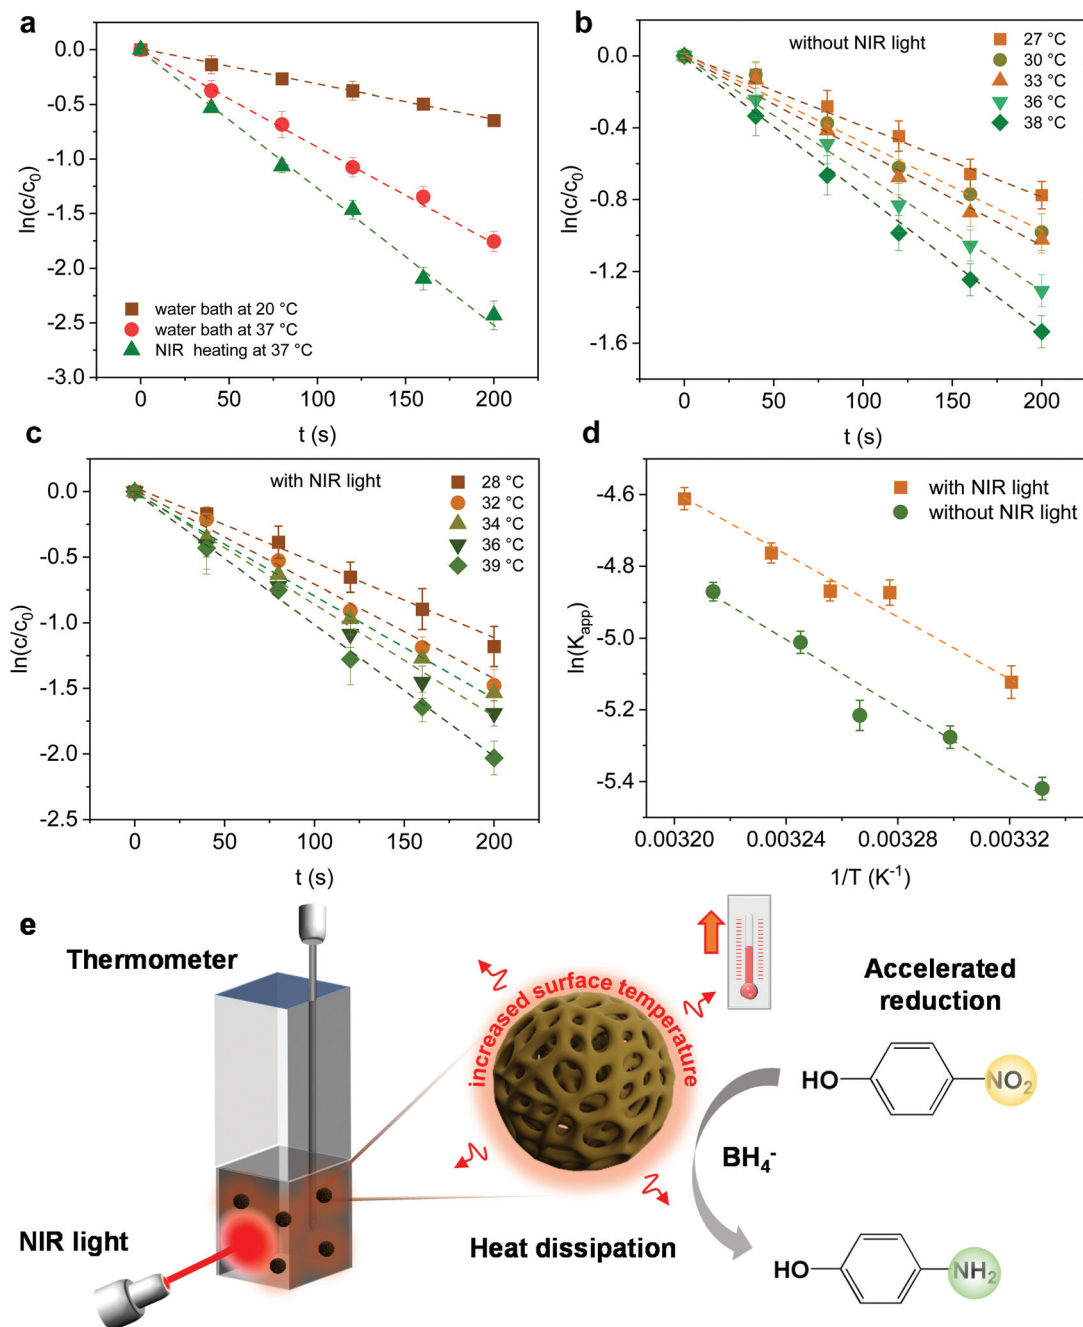 a
0.0
-0.5
-1.0
-1.5
-2.0
-2.5
-3.0
ln(c/c0)
water bath at 20 °C
water bath at 37 °C
NIR heating at 37 °C
0 50 100 150 200
t (s)
b
0.0
-0.4
-0.8
-1.2
-1.6
ln(c/c0)
without NIR light
27 °C
30 °C
33 °C
36 °C
38 °C
0 50 100 150 200
t (s)
c
0.0
-0.5
-1.0
-1.5
-2.0
-2.5
ln(c/c0)
with NIR light
28 °C
32 °C
34 °C
36 °C
39 °C
0 50 100 150 200
t (s)
d
-4.6
-4.8
-5.0
-5.2
-5.4
ln(Kapp)
with NIR light
without NIR light
0.00320 0.00324 0.00328 0.00332
1/T (K-1)
e
Thermometer
NIR light
increased surface temperature
Heat dissipation
Accelerated
reduction
HO
NO2
BH4-
HO
NH2